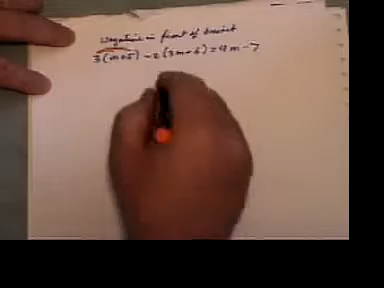 Negative in front of bracket
3(m+5) -2(3m+6) = 4m-7